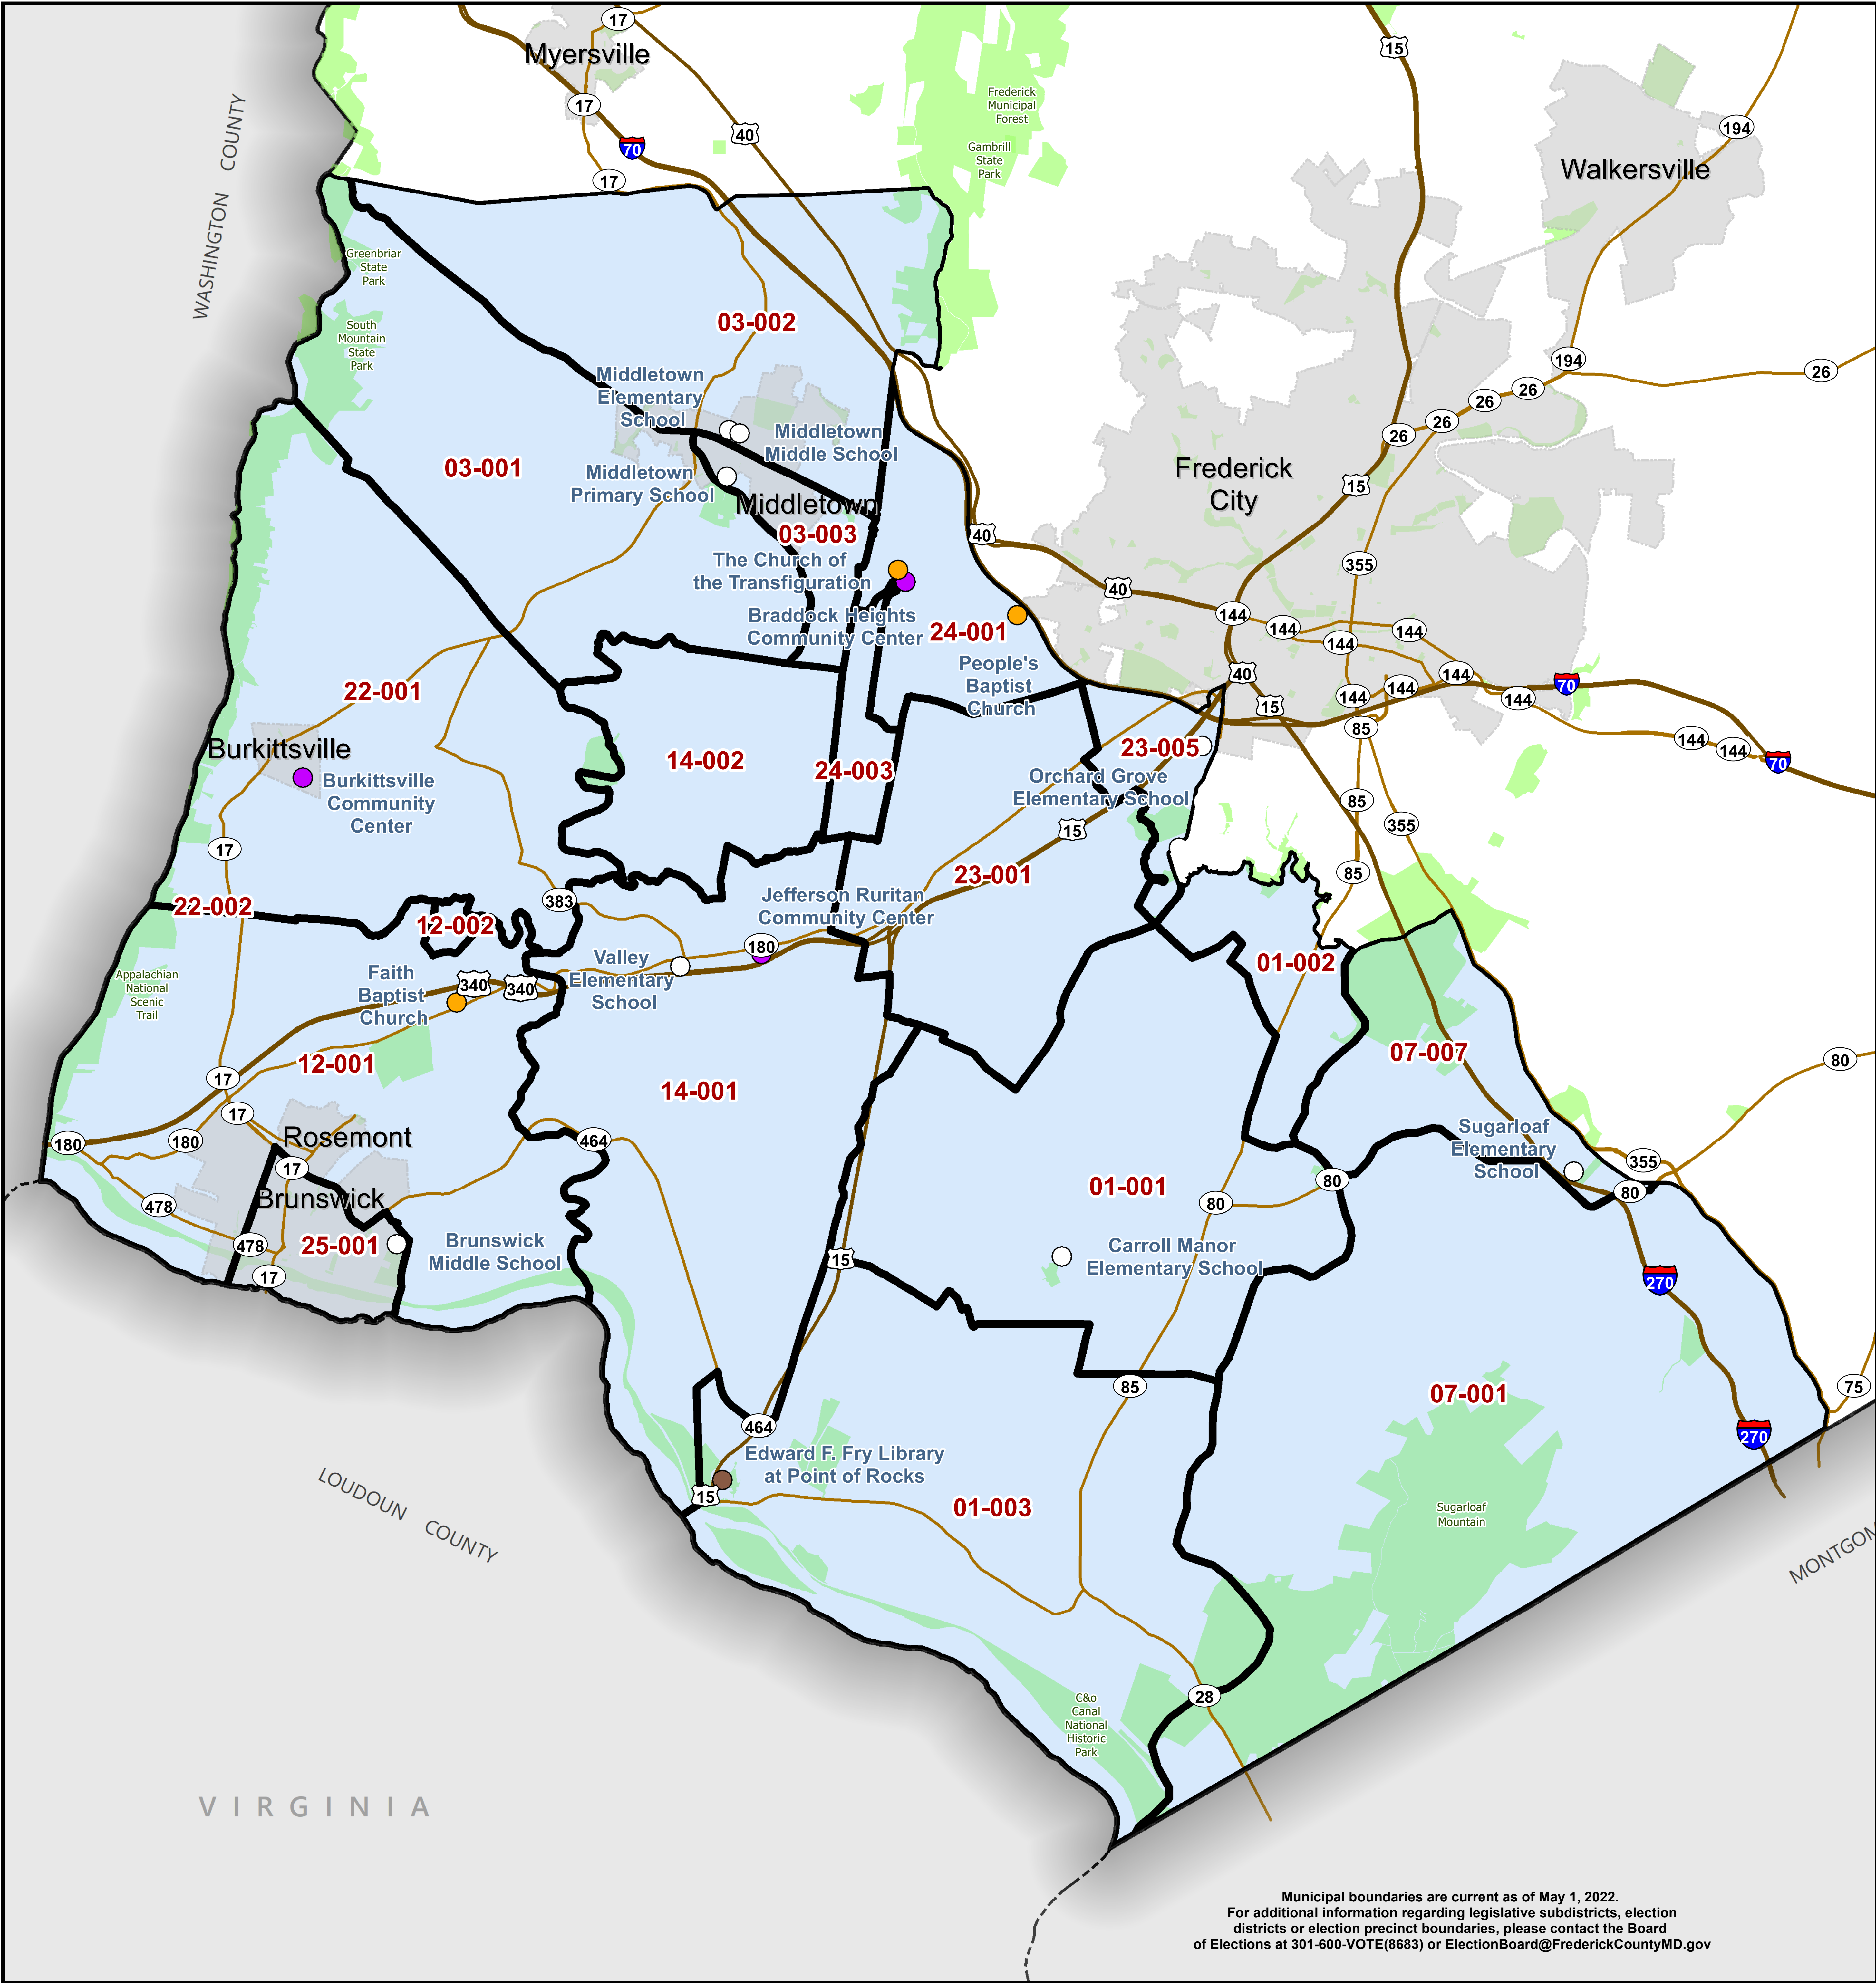 17
Myersville
15
WASHINGTON COUNTY
Frederick
Municipal
Forest
17
40
194
70
Gambrill
State
Park
Walkersville
17
Greenbriar
State
Park
03-002
South
Mountain
State
Park
194
26
Middletown
Elementary
School
26
26
26
26
Middletown
Middle School
03-001
Middletown
Primary School
Frederick
City
15
Middletown
03-003
40
The Church of
the Transfiguration
355
40
Braddock Heights
Community Center
24-001
144
144
144
144
People's
Baptist
Church
40
144
70
22-001
144
144
144
15
85
Burkittsville
23-005
144
144
70
14-002
24-003
Burkittsville
Community
Center
Orchard Grove
Elementary School
85
15
355
17
23-001
85
22-002
12-002
383
Jefferson Ruritan
Community Center
180
Valley
Elementary
School
01-002
Faith
Baptist
Church
340
340
Appalachian
National
Scenic
Trail
12-001
07-007
80
17
14-001
17
Rosemont
180
180
464
Sugarloaf
Elementary
School
17
355
80
80
01-001
Brunswick
478
80
478
25-001
Brunswick
Middle School
Carroll Manor
Elementary School
15
17
270
85
07-001
75
464
270
Edward F. Fry Library
at Point of Rocks
15
01-003
LOUDOUN COUNTY
Sugarloaf
Mountain
MONTGOM
28
C&o
Canal
National
Historic
Park
VIRGINIA
Municipal boundaries are current as of May 1, 2022.
For additional information regarding legislative subdistricts, election
districts or election precinct boundaries, please contact the Board
of Elections at 301-600-VOTE(8683) or ElectionBoard@FrederickCountyMD.gov